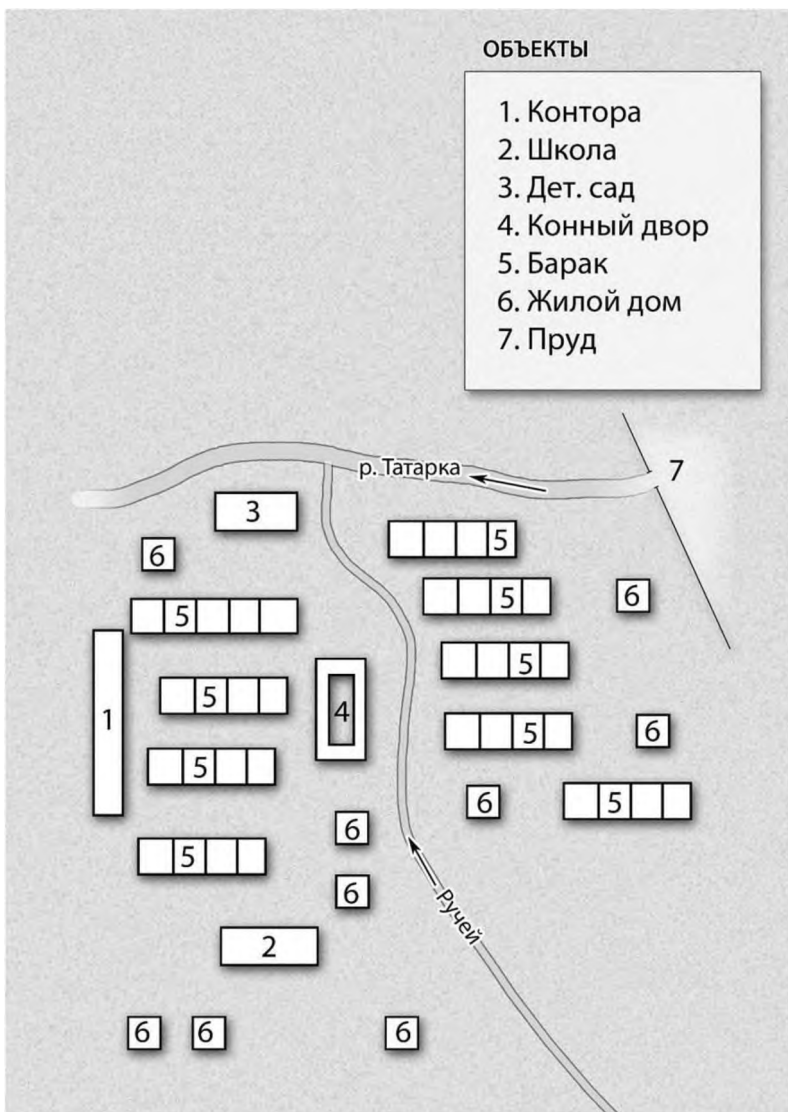 ОБЪЕКТЫ
1. Контора
2. Школа
3. Дет. сад
4. Конный двор
5. Барак
6. Жилой дом
7. Пруд
р. Татарка
7
3
5
6
5
6
5
5
5
1
4
5
6
5
6
5
6
5
6
Ручей
2
6
6
6